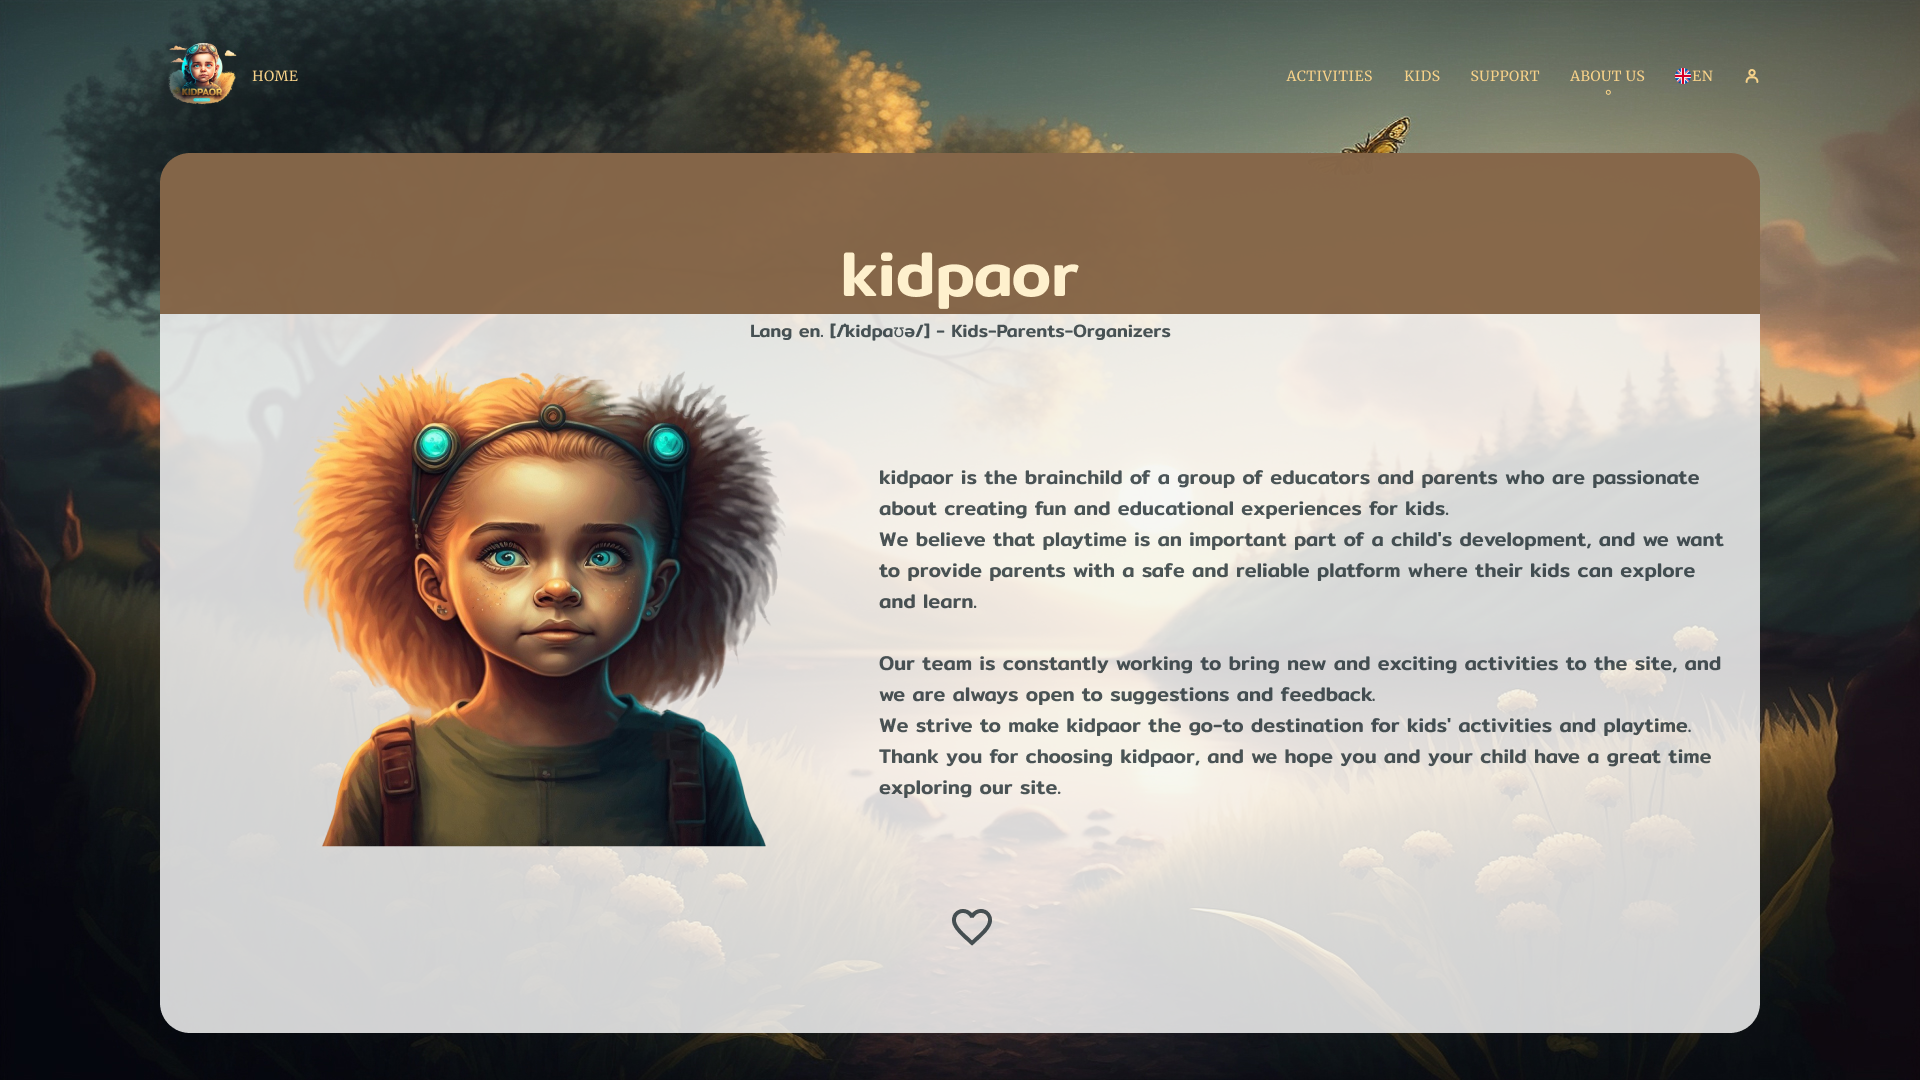 KIDPAOR
HOME
ACTIVITIES
KIDS
SUPPORT
ABOUT US
EN
kidpaor
Lang en. [/ˈkidpaʊə/] - Kids-Parents-Organizers
kidpaor is the brainchild of a group of educators and parents who are passionate
about creating fun and educational experiences for kids.
We believe that playtime is an important part of a child's development, and we want
to provide parents with a safe and reliable platform where their kids can explore
and learn.
Our team is constantly working to bring new and exciting activities to the site, and
we are always open to suggestions and feedback.
We strive to make kidpaor the go-to destination for kids' activities and playtime.
Thank you for choosing kidpaor, and we hope you and your child have a great time
exploring our site.